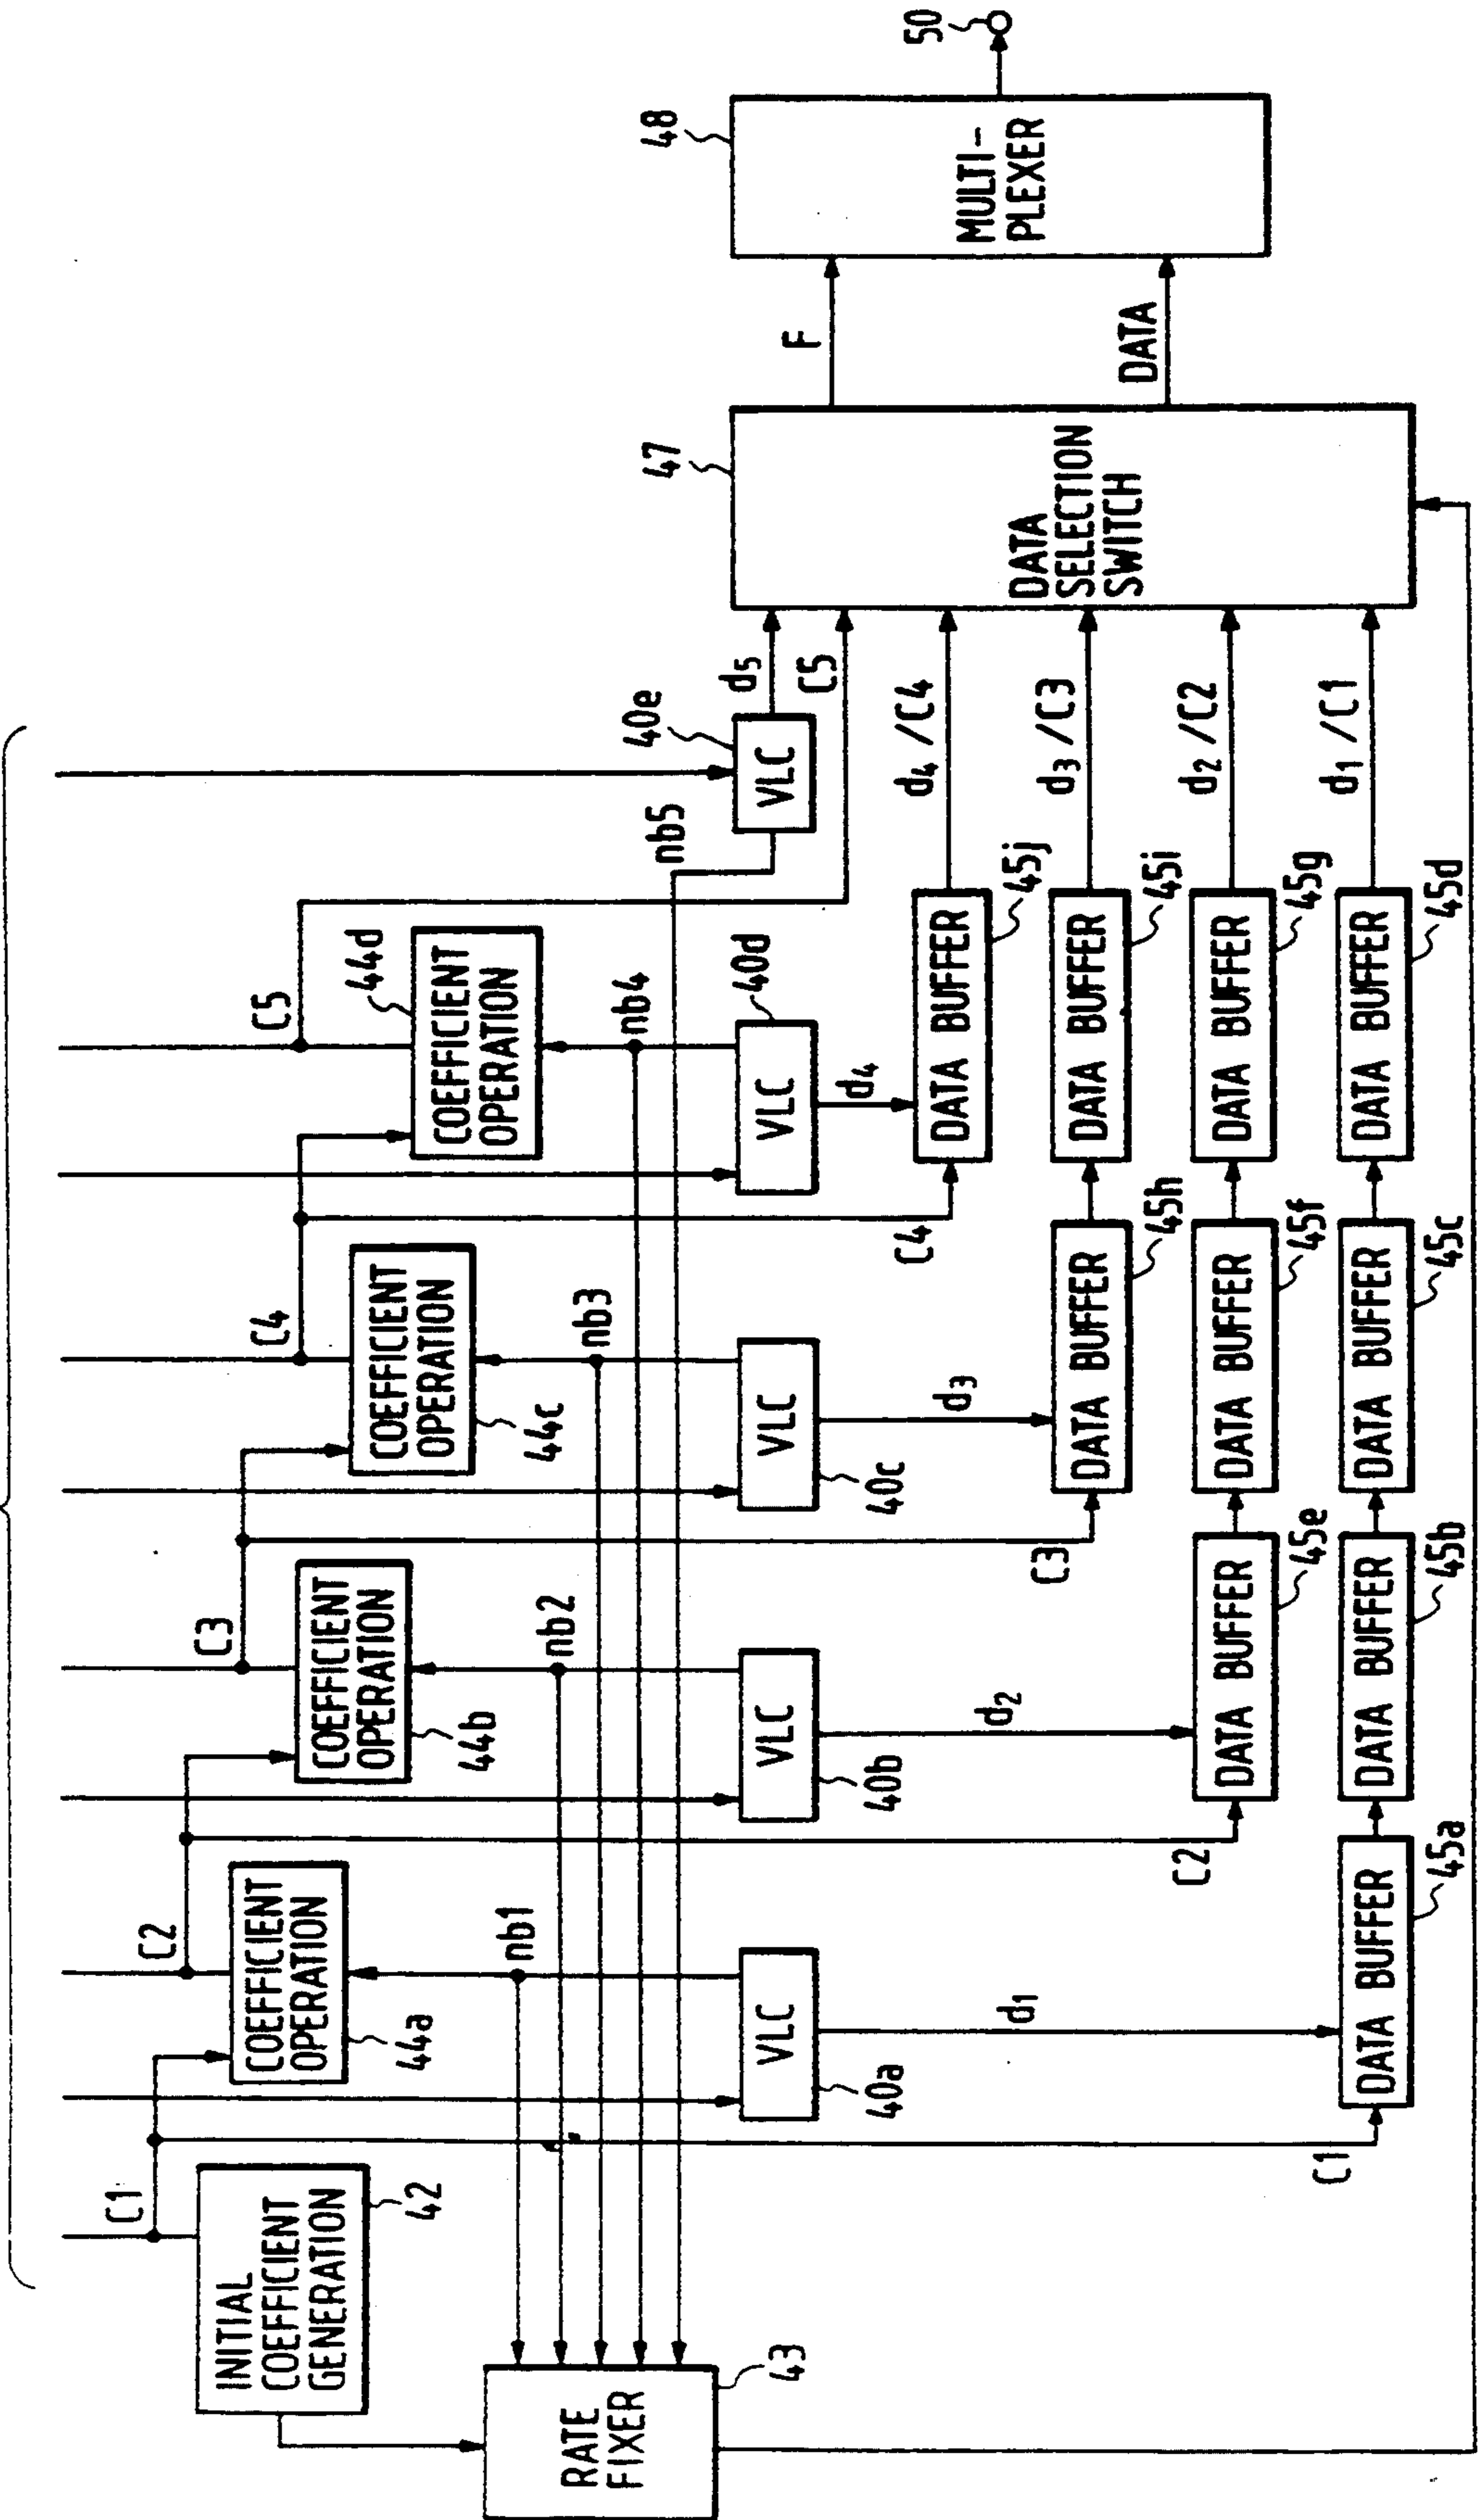 C1
C2
C3
C4
C5
INITIAL
COEFFICIENT
GENERATION
42
COEFFICIENT
OPERATION
44a
COEFFICIENT
OPERATION
44b
COEFFICIENT
OPERATION
44c
COEFFICIENT
OPERATION
44d
RATE
FIXER
43
nb1
nb2
nb3
nb4
nb5
VLC
40a
VLC
40b
VLC
40c
VLC
40d
VLC
40e
d1
d2
d3
d4
d5
C5
C1
C2
C3
C4
DATA BUFFER
45j
d4 /C4
DATA BUFFER
45h
DATA BUFFER
45i
d3 /C3
DATA BUFFER
45e
DATA BUFFER
45f
DATA BUFFER
45g
d2 /C2
DATA BUFFER
45a
DATA BUFFER
45b
DATA BUFFER
45c
DATA BUFFER
45d
d1 /C1
DATA
SELECTION
SWITCH
47
F
DATA
MULTI-
PLEXER
48
50